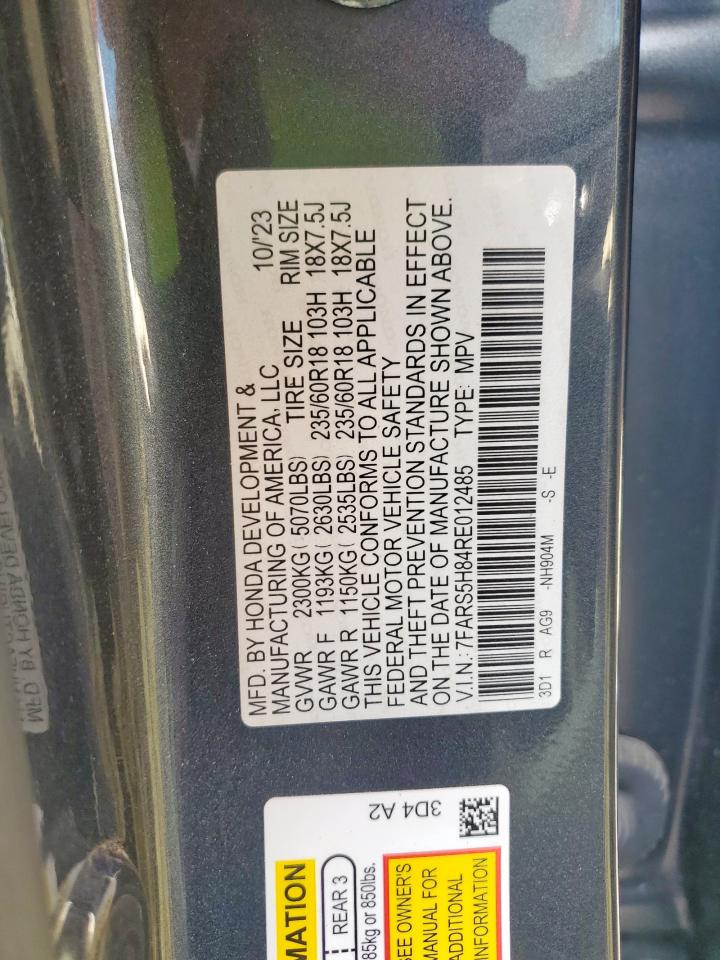 MFD. BY HONDA DEVELOPMENT &
MANUFACTURING OF AMERICA, LLC 10/'23
GVWR 2300KG ( 5070LBS) TIRE SIZE RIM SIZE
GAWR F 1193KG ( 2630LBS) 235/60R18 103H 18X7.5J
GAWR R 1150KG ( 2535LBS) 235/60R18 103H 18X7.5J
THIS VEHICLE CONFORMS TO ALL APPLICABLE
FEDERAL MOTOR VEHICLE SAFETY
AND THEFT PREVENTION STANDARDS IN EFFECT
ON THE DATE OF MANUFACTURE SHOWN ABOVE.
V.I.N.:7FARS5H84RE012485 TYPE: MPV
3D1 R AG9 -NH904M -S -E
3D4 A2
MATION
REAR 3
85kg or 850lbs.
SEE OWNER'S
MANUAL FOR
ADDITIONAL
INFORMATION
MFD. BY HONDA DEVEL